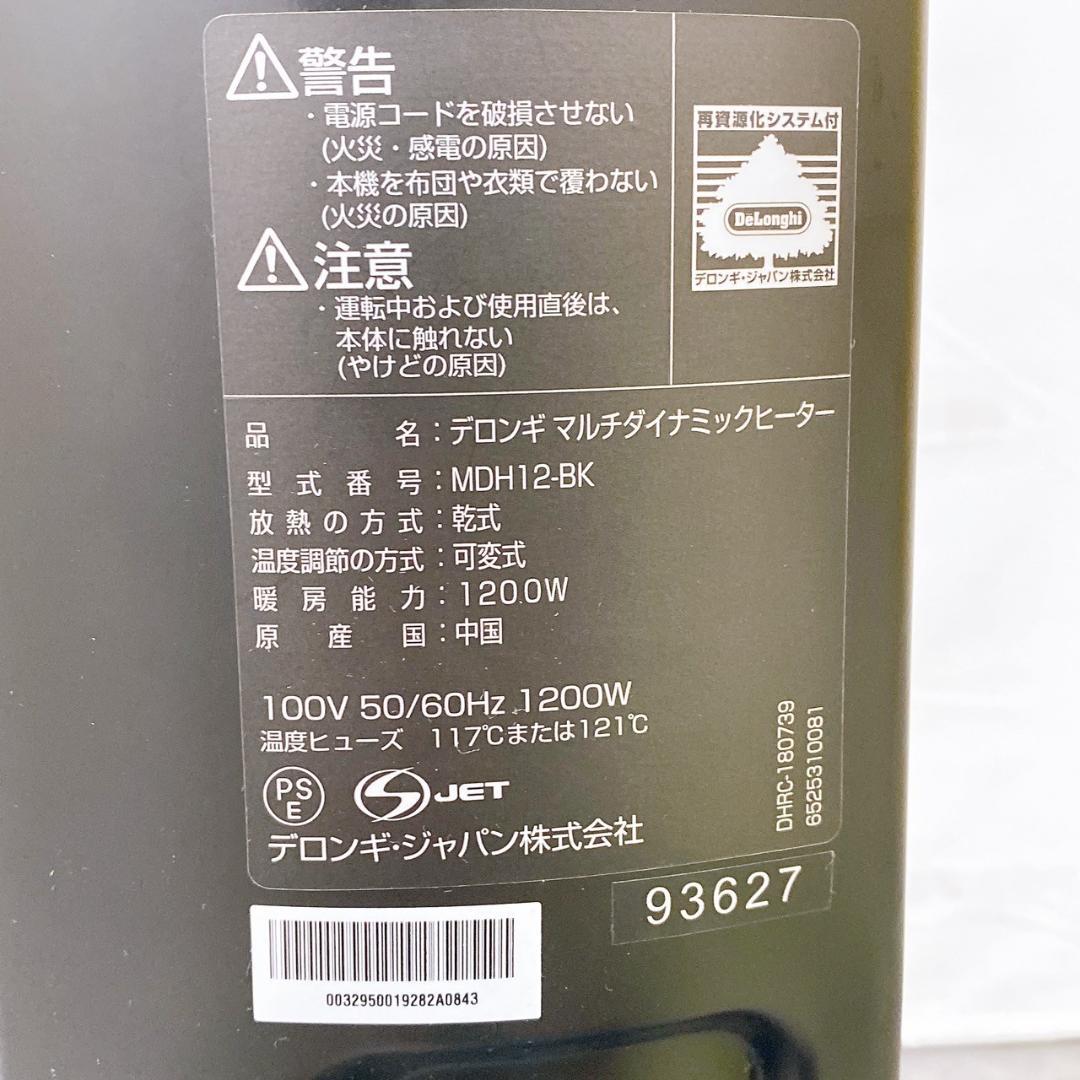 警告
・電源コードを破損させない
(火災・感電の原因)
・本機を布団や衣類で覆わない
(火災の原因)
注意
・運転中および使用直後は、
本体に触れない
(やけどの原因)
再資源化システム付
DeLonghi
デロンギ・ジャパン株式会社
品名:デロンギ マルチダイナミックヒーター
型式番号:MDH12-BK
放熱の方式:乾式
温度調節の方式:可変式
暖房能力:1200W
原産国:中国
100V 50/60Hz 1200W
温度ヒューズ 117℃または121℃
PSE
JET
デロンギ・ジャパン株式会社
DHRC-180739
6525310081
93627
0032950019282A0843